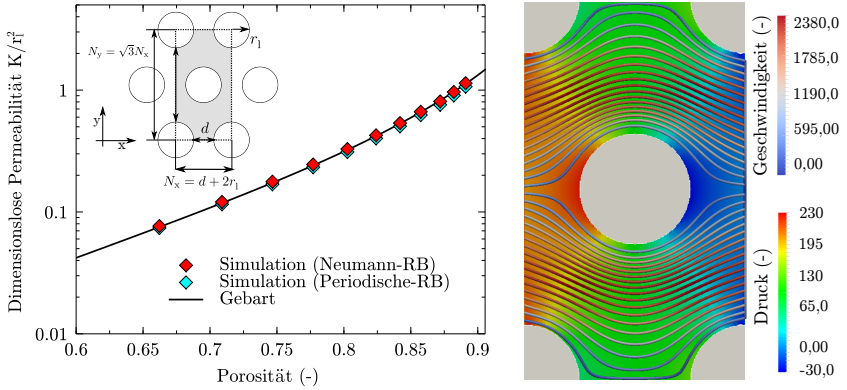 Dimensionslose Permeabilität K/r₁²
1
0.1
0.01
0.6
0.65
0.7
0.75
0.8
0.85
0.9
Porosität (-)
N_y = √3N_x
r₁
y
x
d
N_x = d + 2r₁
Simulation (Neumann-RB)
Simulation (Periodische-RB)
Gebart
Geschwindigkeit (-)
2380,0
1785,0
1190,0
595,00
0,00
Druck (-)
230
195
130
65,0
0,00
-30,0